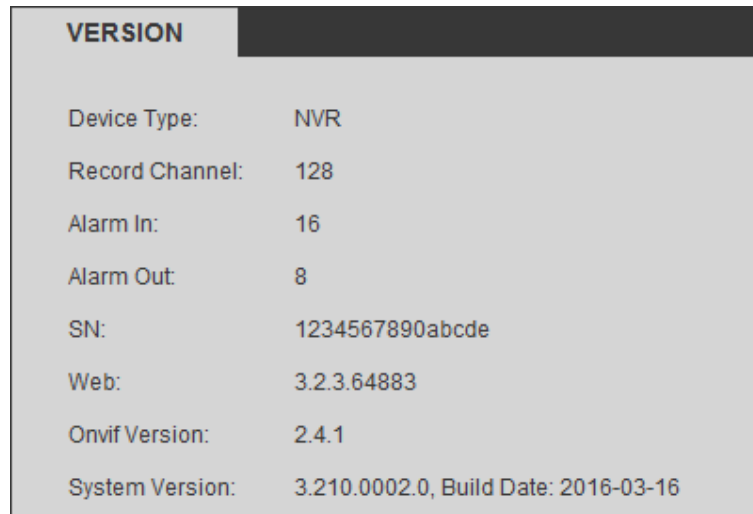 VERSION
Device Type: NVR
Record Channel: 128
Alarm In: 16
Alarm Out: 8
SN: 1234567890abcde
Web: 3.2.3.64883
Onvif Version: 2.4.1
System Version: 3.210.0002.0, Build Date: 2016-03-16